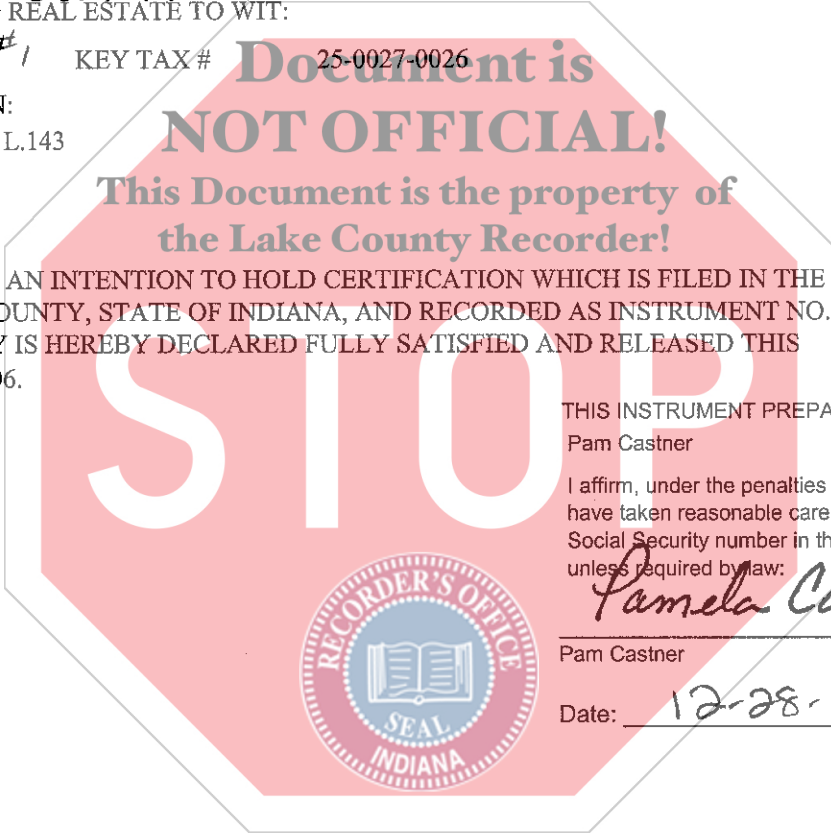 REAL ESTATE TO WIT:
#1 KEY TAX # 25-0027-0026
Document is
NOT OFFICIAL!
N:
L.143
This Document is the property of
the Lake County Recorder!
AN INTENTION TO HOLD CERTIFICATION WHICH IS FILED IN THE
OUNTY, STATE OF INDIANA, AND RECORDED AS INSTRUMENT NO.
Y IS HEREBY DECLARED FULLY SATISFIED AND RELEASED THIS
06.
STOP
THIS INSTRUMENT PREPA
Pam Castner
I affirm, under the penalties
have taken reasonable care
Social Security number in th
unless required by law:
Pamela Ca
Pam Castner
Date: 12-28-
RECORDER'S OFFICE
SEAL
INDIANA